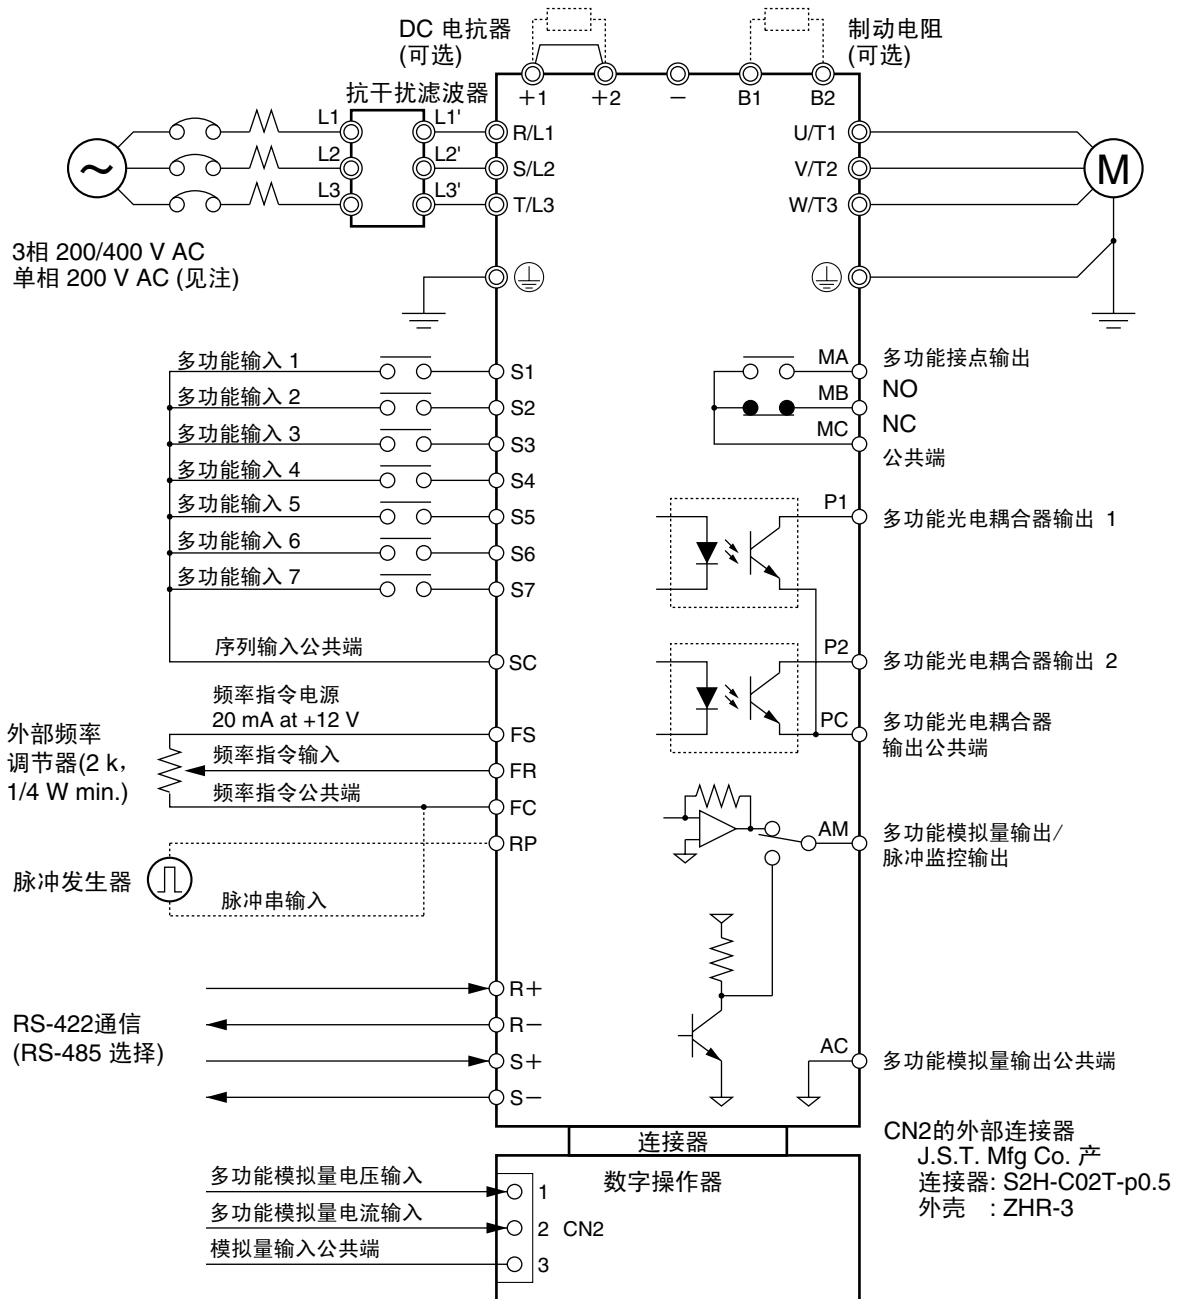 DC 电抗器
(可选)
制动电阻
(可选)
抗干扰滤波器
+1
+2
−
B1
B2
L1
L1'
R/L1
U/T1
L2
L2'
S/L2
V/T2
M
L3
L3'
T/L3
W/T3
3相 200/400 V AC
单相 200 V AC (见注)
多功能输入 1
S1
多功能输入 2
S2
多功能输入 3
S3
多功能输入 4
S4
多功能输入 5
S5
多功能输入 6
S6
多功能输入 7
S7
序列输入公共端
SC
MA
多功能接点输出
MB
NO
MC
NC
公共端
P1
多功能光电耦合器输出 1
P2
多功能光电耦合器输出 2
PC
多功能光电耦合器
输出公共端
频率指令电源
20 mA at +12 V
FS
外部频率
调节器(2 k,
1/4 W min.)
频率指令输入
FR
频率指令公共端
FC
RP
脉冲发生器
脉冲串输入
AM
多功能模拟量输出/
脉冲监控输出
RS-422通信
(RS-485 选择)
R+
R−
S+
S−
AC
多功能模拟量输出公共端
连接器
数字操作器
CN2的外部连接器
J.S.T. Mfg Co. 产
连接器: S2H-C02T-p0.5
外壳 : ZHR-3
多功能模拟量电压输入
1
多功能模拟量电流输入
2 CN2
模拟量输入公共端
3